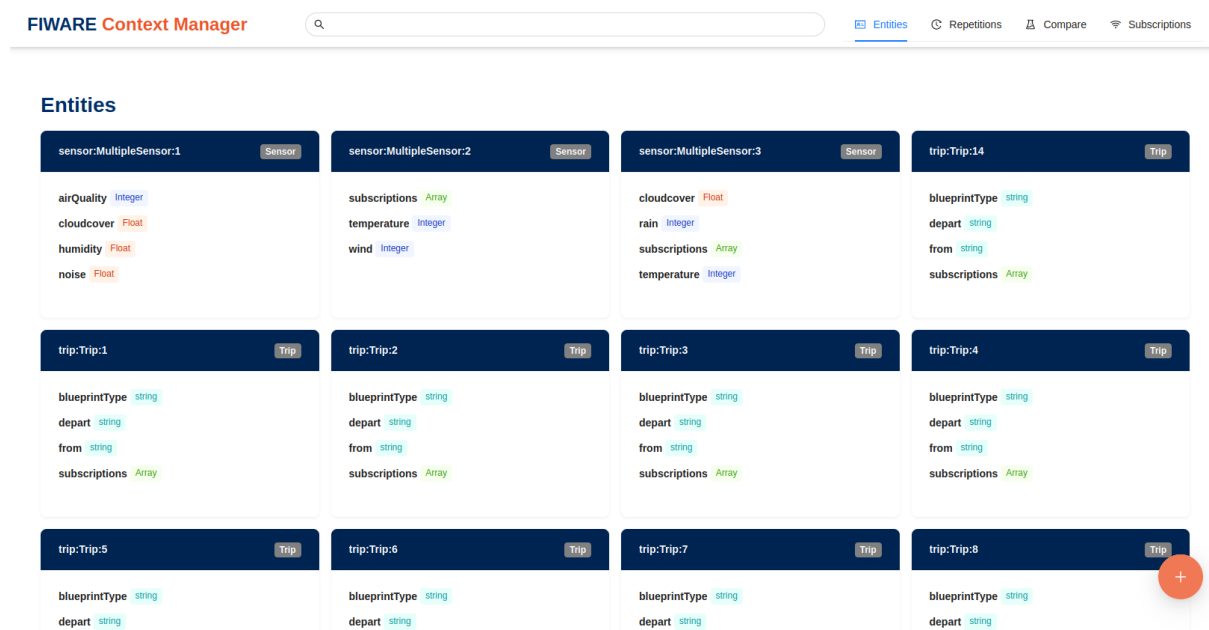 FIWARE Context Manager
Entities
Repetitions
Compare
Subscriptions
Entities
sensor:MultipleSensor:1 Sensor
airQuality Integer
cloudcover Float
humidity Float
noise Float
sensor:MultipleSensor:2 Sensor
subscriptions Array
temperature Integer
wind Integer
sensor:MultipleSensor:3 Sensor
cloudcover Float
rain Integer
subscriptions Array
temperature Integer
trip:Trip:14 Trip
blueprintType string
depart string
from string
subscriptions Array
trip:Trip:1 Trip
blueprintType string
depart string
from string
subscriptions Array
trip:Trip:2 Trip
blueprintType string
depart string
from string
subscriptions Array
trip:Trip:3 Trip
blueprintType string
depart string
from string
subscriptions Array
trip:Trip:4 Trip
blueprintType string
depart string
from string
subscriptions Array
trip:Trip:5 Trip
blueprintType string
depart string
trip:Trip:6 Trip
blueprintType string
depart string
trip:Trip:7 Trip
blueprintType string
depart string
trip:Trip:8 Trip
blueprintType string
depart string
+